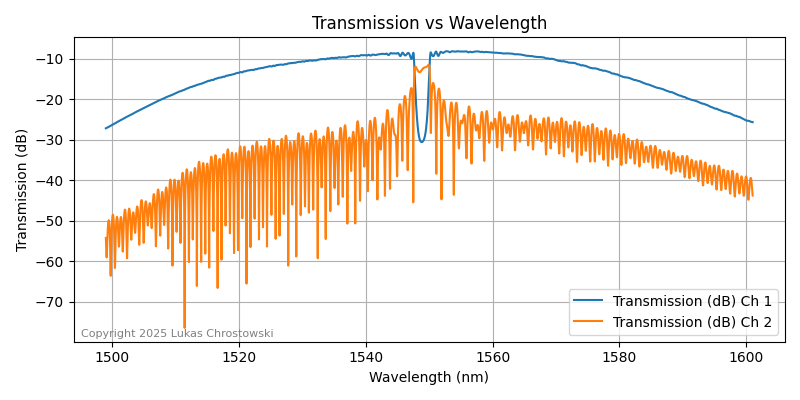 Transmission vs Wavelength
Transmission (dB)
−10
−20
−30
−40
−50
−60
−70
Transmission (dB) Ch 1
Transmission (dB) Ch 2
Copyright 2025 Lukas Chrostowski
1500 1520 1540 1560 1580 1600
Wavelength (nm)